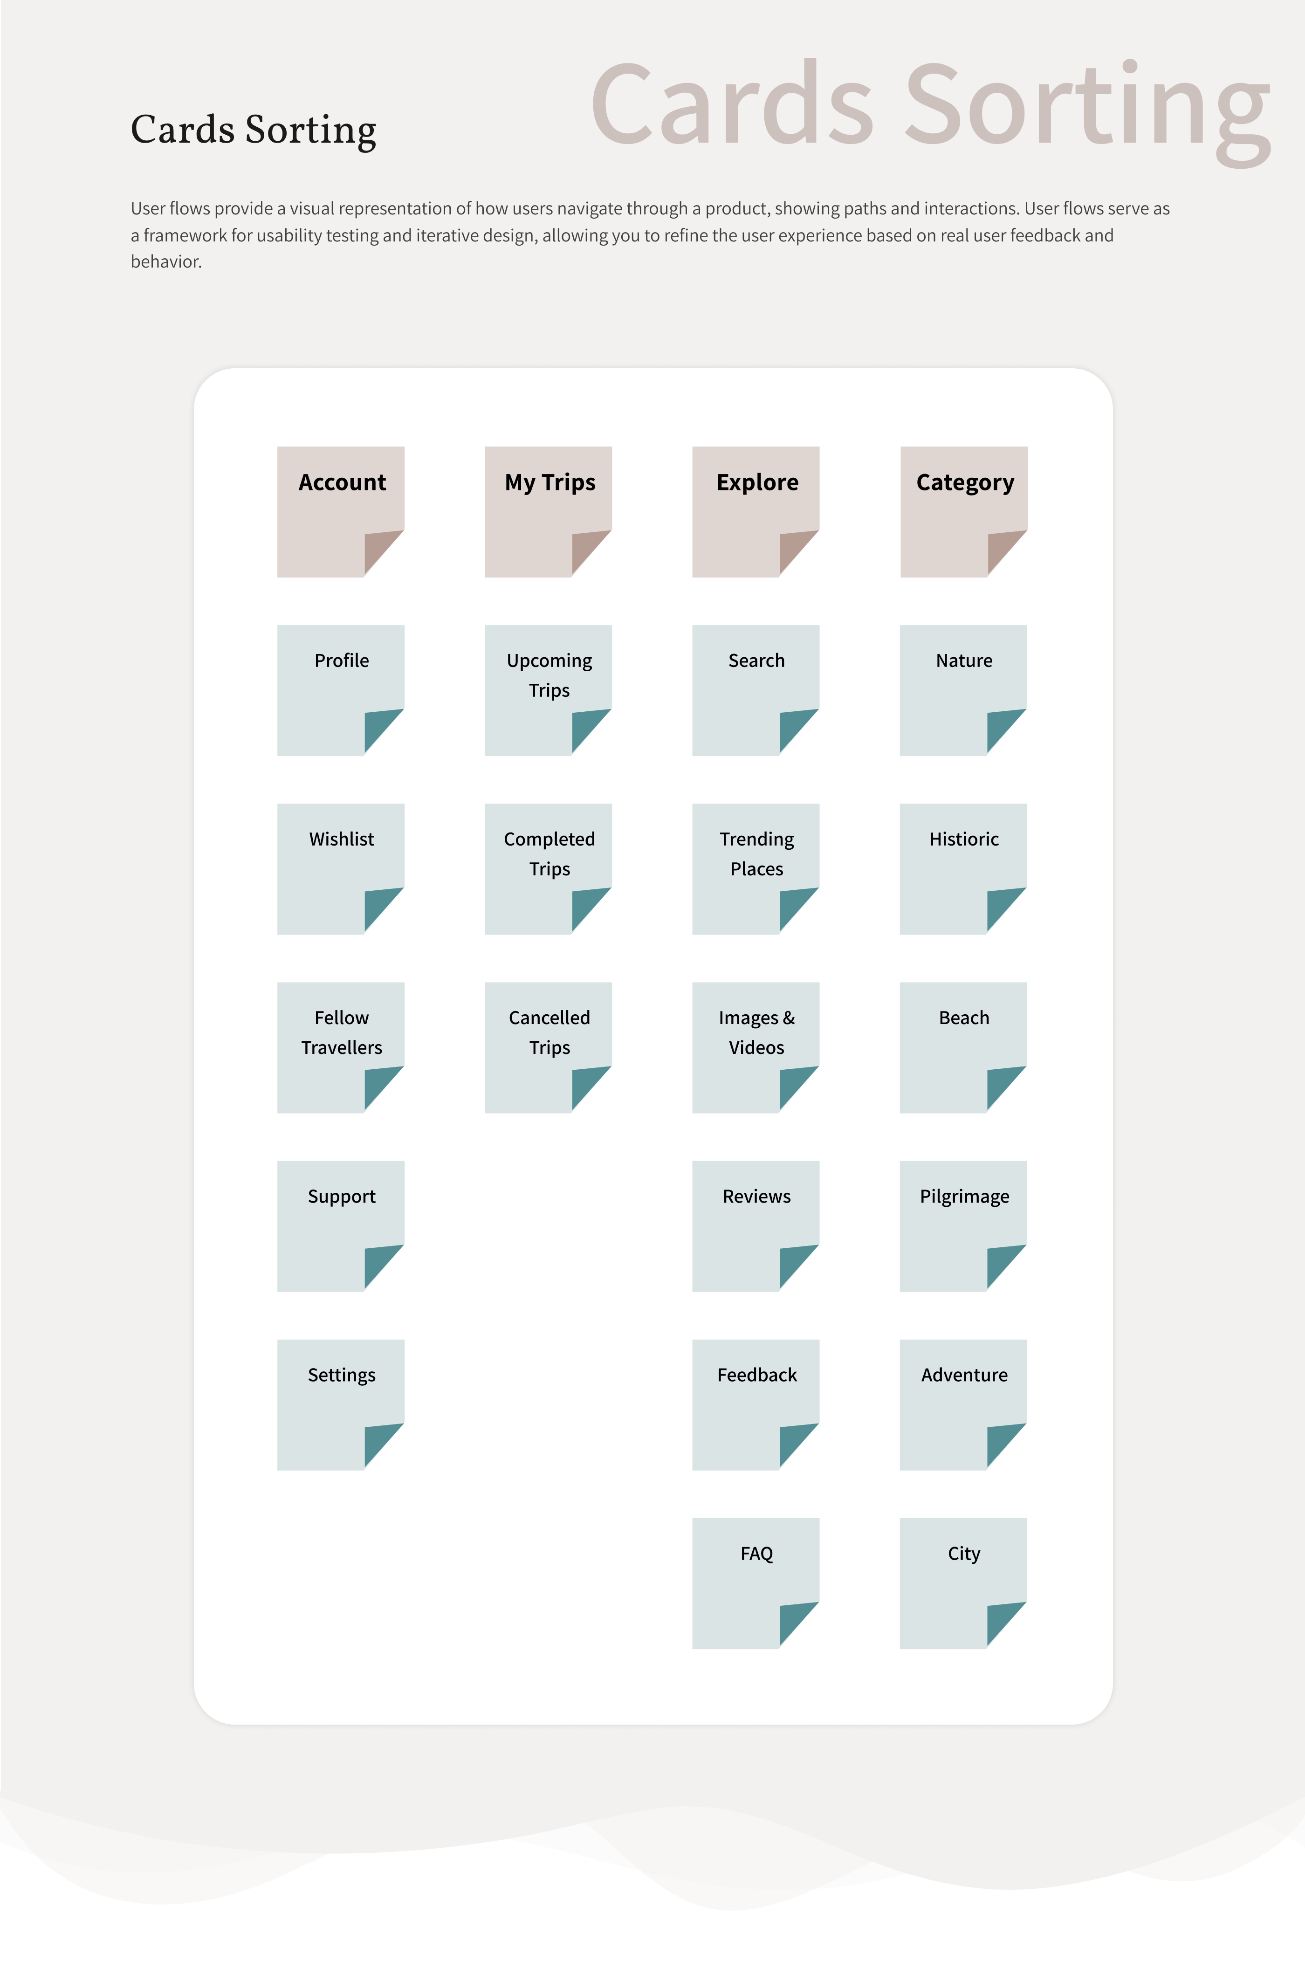 Cards Sorting
Cards Sorting
User flows provide a visual representation of how users navigate through a product, showing paths and interactions. User flows serve as
a framework for usability testing and iterative design, allowing you to refine the user experience based on real user feedback and
behavior.
Account
My Trips
Explore
Category
Profile
Upcoming
Trips
Search
Nature
Wishlist
Completed
Trips
Trending
Places
Histioric
Fellow
Travellers
Cancelled
Trips
Images &
Videos
Beach
Support
Reviews
Pilgrimage
Settings
Feedback
Adventure
FAQ
City